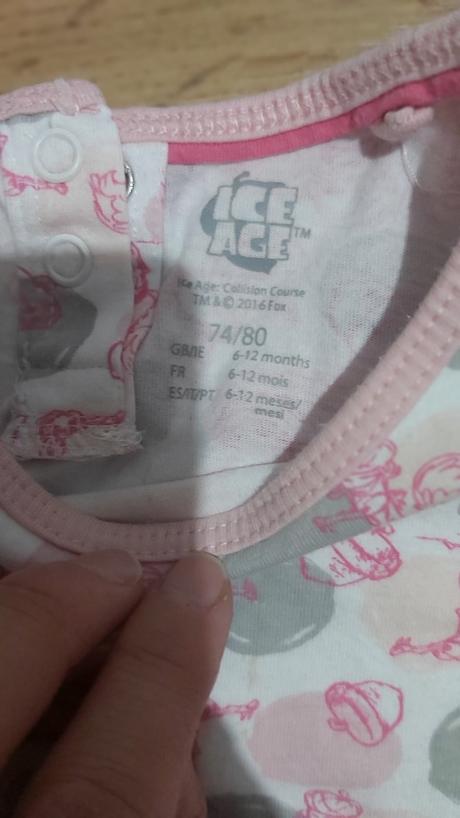 ICE
AGE™
Ice Age: Collision Course
TM & © 2016 Fox
74/80
GB/IE 6-12 months
FR 6-12 mois
ES/IT/PT 6-12 meses/
mesi